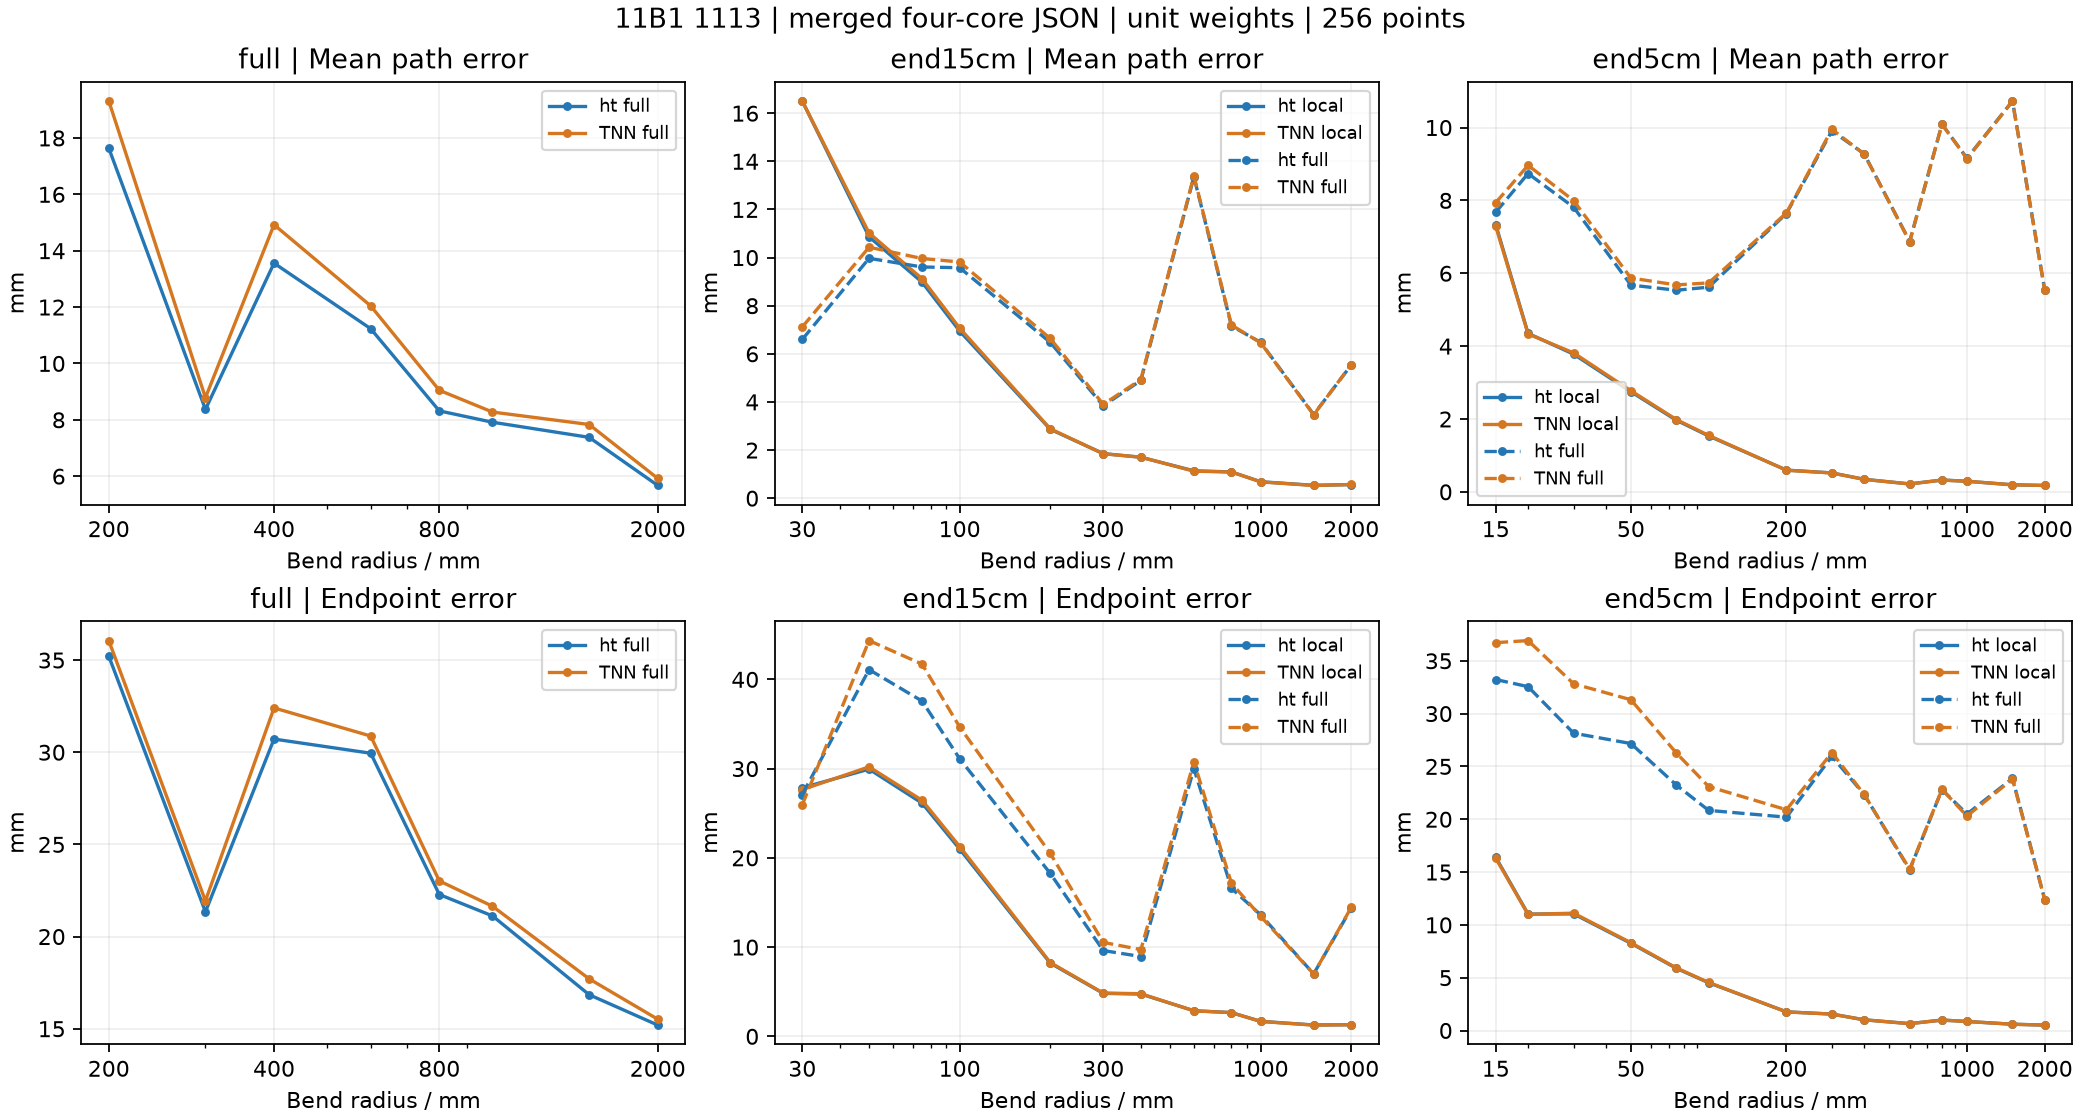 11B1 1113 | merged four-core JSON | unit weights | 256 points
full | Mean path error
ht full
TNN full
mm
18
16
14
12
10
8
6
200
400
800
2000
Bend radius / mm
end15cm | Mean path error
ht local
TNN local
ht full
TNN full
mm
16
14
12
10
8
6
4
2
0
30
100
300
1000
2000
Bend radius / mm
end5cm | Mean path error
ht local
TNN local
ht full
TNN full
mm
10
8
6
4
2
0
15
50
200
1000
2000
Bend radius / mm
full | Endpoint error
ht full
TNN full
mm
35
30
25
20
15
200
400
800
2000
Bend radius / mm
end15cm | Endpoint error
ht local
TNN local
ht full
TNN full
mm
40
30
20
10
0
30
100
300
1000
2000
Bend radius / mm
end5cm | Endpoint error
ht local
TNN local
ht full
TNN full
mm
35
30
25
20
15
10
5
0
15
50
200
1000
2000
Bend radius / mm